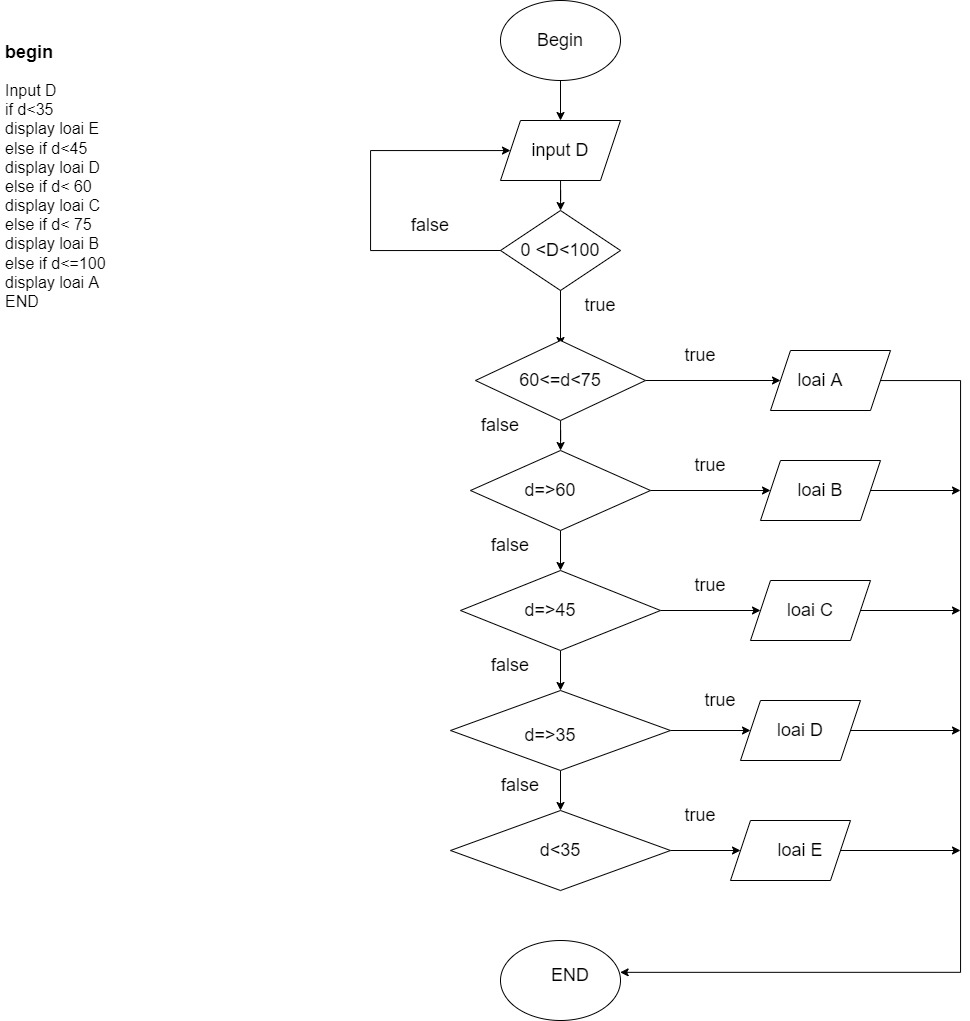 begin
Input D
if d<35
display loai E
else if d<45
display loai D
else if d< 60
display loai C
else if d< 75
display loai B
else if d<=100
display loai A
END
Begin
input D
false
0 <D<100
true
60<=d<75
true
loai A
false
d=>60
true
loai B
false
d=>45
true
loai C
false
d=>35
true
loai D
false
d<35
true
loai E
END